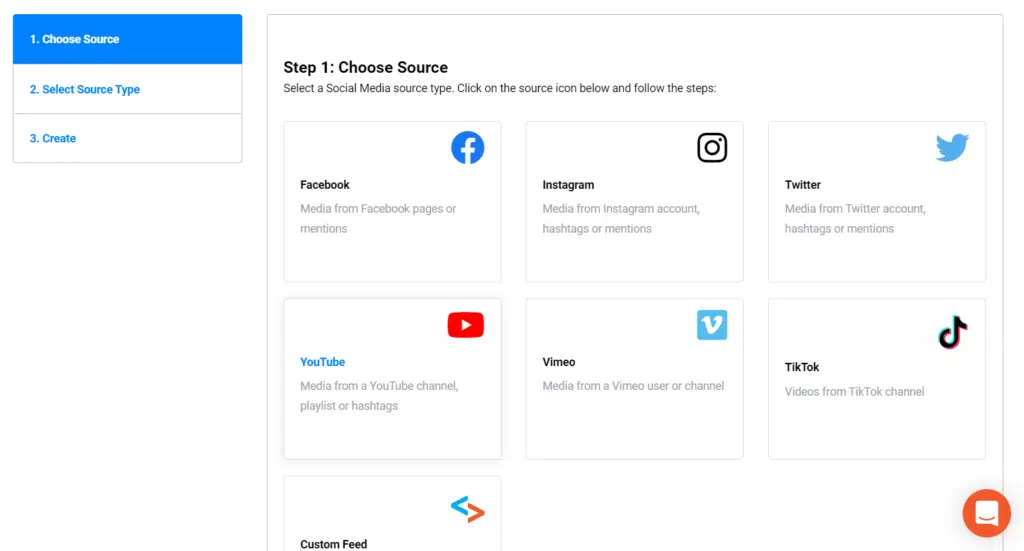 1. Choose Source
2. Select Source Type
3. Create
Step 1: Choose Source
Select a Social Media source type. Click on the source icon below and follow the steps:
Facebook
Media from Facebook pages or
mentions
Instagram
Media from Instagram account,
hashtags or mentions
Twitter
Media from Twitter account,
hashtags or mentions
YouTube
Media from a YouTube channel,
playlist or hashtags
Vimeo
Media from a Vimeo user or channel
TikTok
Videos from TikTok channel
Custom Feed